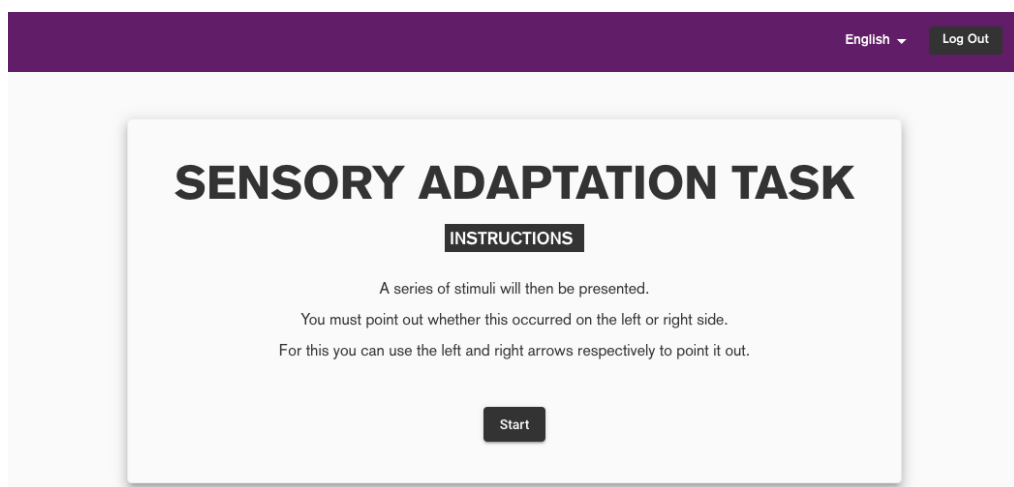 English
Log Out
SENSORY ADAPTATION TASK
INSTRUCTIONS
A series of stimuli will then be presented.
You must point out whether this occurred on the left or right side.
For this you can use the left and right arrows respectively to point it out.
Start